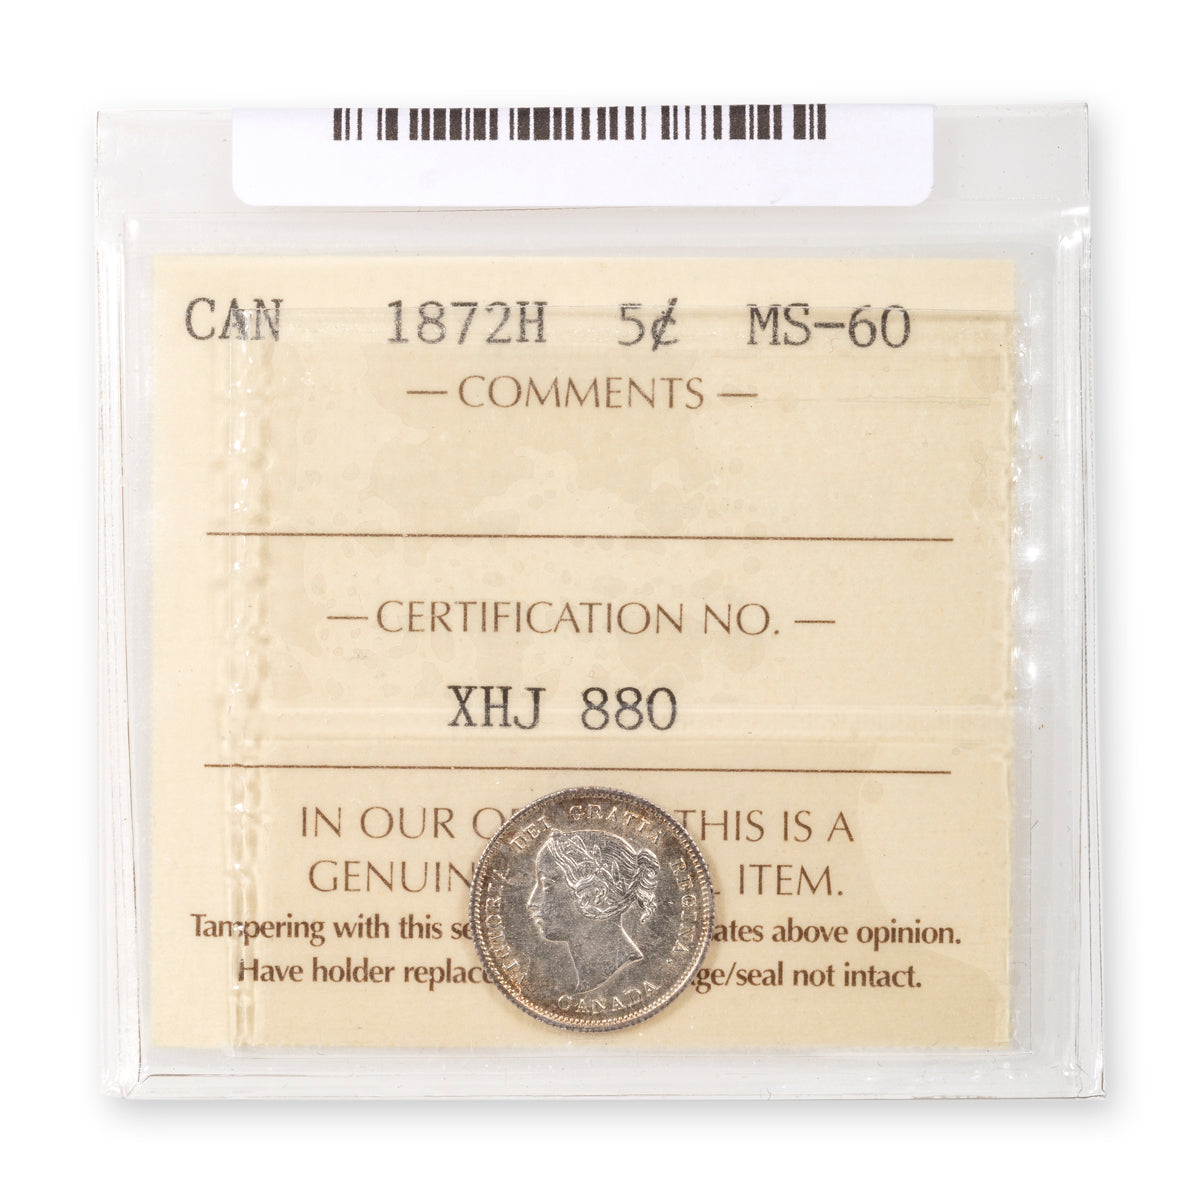 CAN 1872H 5¢ MS-60
— COMMENTS —
— CERTIFICATION NO. —
XHJ 880
IN OUR O THIS IS A
GENUIN ITEM.
Tampering with this se ates above opinion.
Have holder replac ge/seal not intact.
VICTORIA DEI GRATIA REGINA.
CANADA